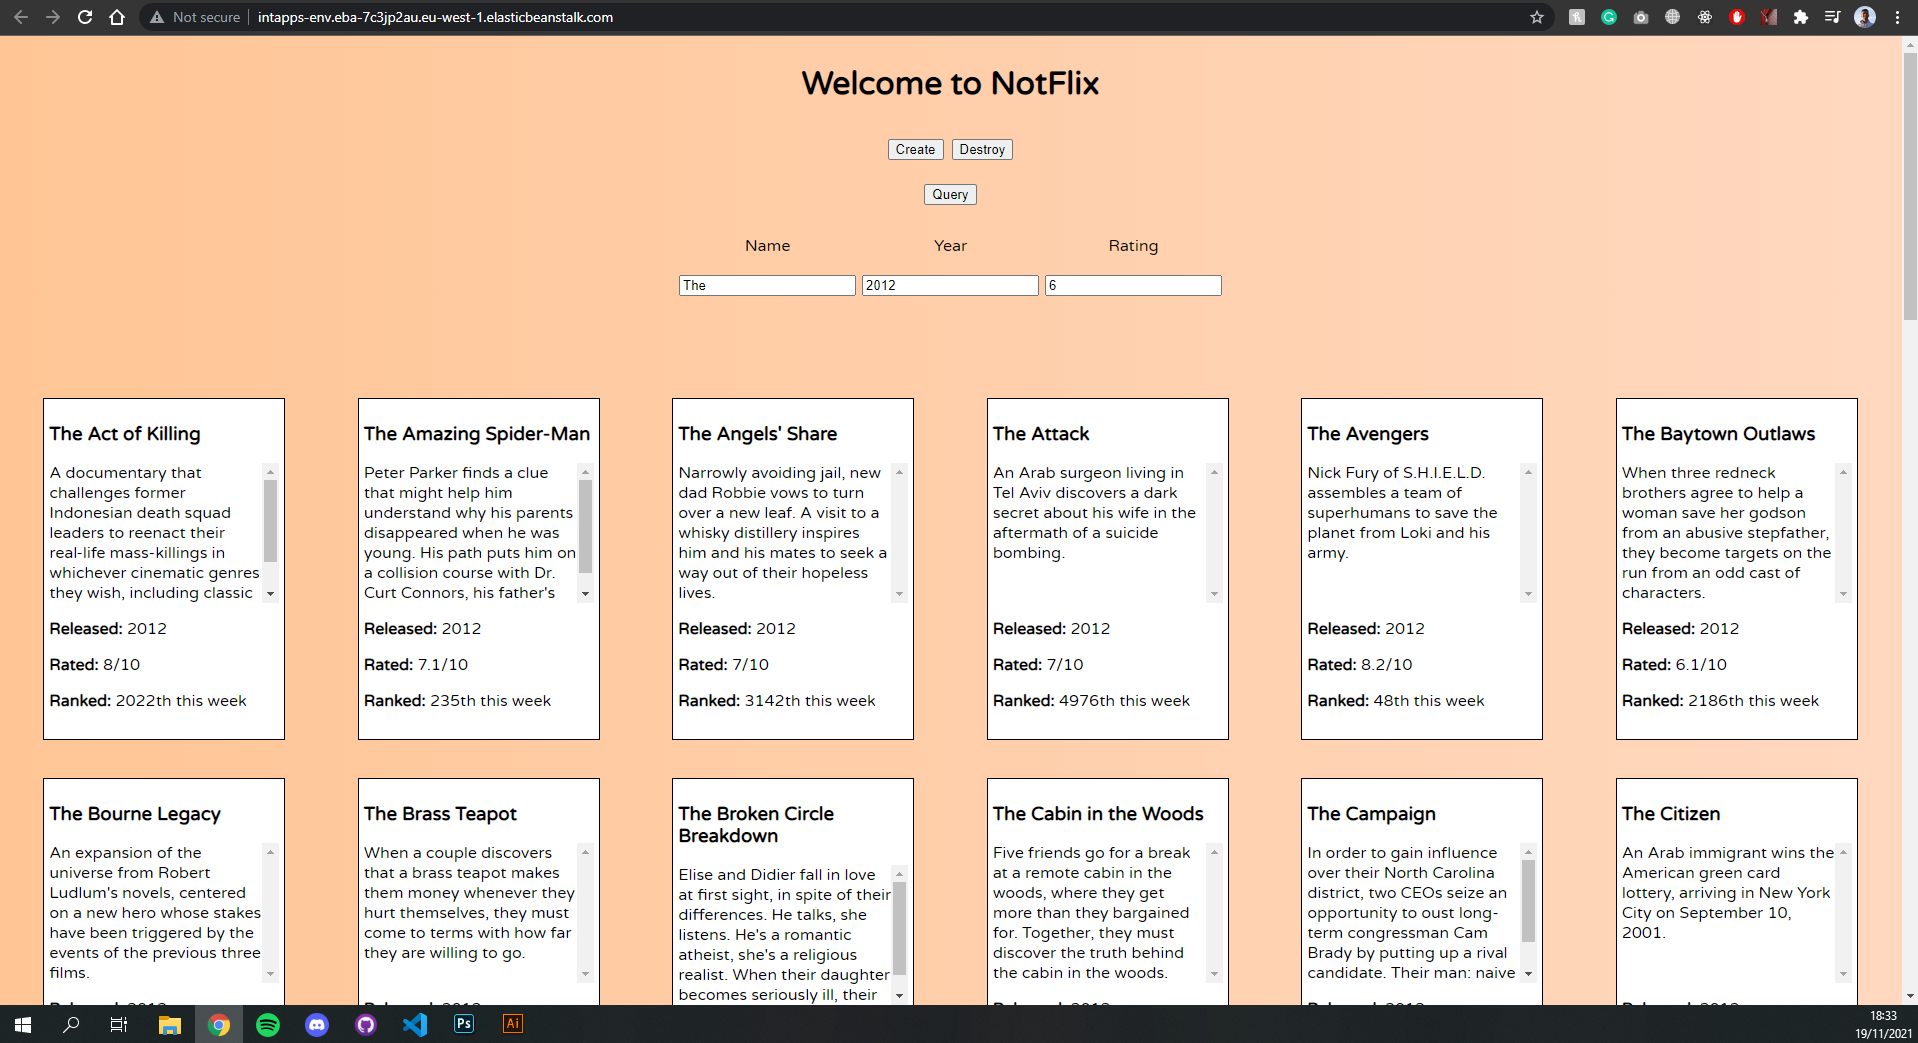 Not secure
intapps-env.eba-7c3jp2au.eu-west-1.elasticbeanstalk.com
Welcome to NotFlix
Create Destroy
Query
Name Year Rating
The 2012 6
The Act of Killing
A documentary that
challenges former
Indonesian death squad
leaders to reenact their
real-life mass-killings in
whichever cinematic genres
they wish, including classic
Released: 2012
Rated: 8/10
Ranked: 2022th this week
The Amazing Spider-Man
Peter Parker finds a clue
that might help him
understand why his parents
disappeared when he was
young. His path puts him on
a collision course with Dr.
Curt Connors, his father's
Released: 2012
Rated: 7.1/10
Ranked: 235th this week
The Angels' Share
Narrowly avoiding jail, new
dad Robbie vows to turn
over a new leaf. A visit to a
whisky distillery inspires
him and his mates to seek a
way out of their hopeless
lives.
Released: 2012
Rated: 7/10
Ranked: 3142th this week
The Attack
An Arab surgeon living in
Tel Aviv discovers a dark
secret about his wife in the
aftermath of a suicide
bombing.
Released: 2012
Rated: 7/10
Ranked: 4976th this week
The Avengers
Nick Fury of S.H.I.E.L.D.
assembles a team of
superhumans to save the
planet from Loki and his
army.
Released: 2012
Rated: 8.2/10
Ranked: 48th this week
The Baytown Outlaws
When three redneck
brothers agree to help a
woman save her godson
from an abusive stepfather,
they become targets on the
run from an odd cast of
characters.
Released: 2012
Rated: 6.1/10
Ranked: 2186th this week
The Bourne Legacy
An expansion of the
universe from Robert
Ludlum's novels, centered
on a new hero whose stakes
have been triggered by the
events of the previous three
films.
Released: 2012
The Brass Teapot
When a couple discovers
that a brass teapot makes
them money whenever they
hurt themselves, they must
come to terms with how far
they are willing to go.
Released: 2012
The Broken Circle
Breakdown
Elise and Didier fall in love
at first sight, in spite of their
differences. He talks, she
listens. He's a romantic
atheist, she's a religious
realist. When their daughter
becomes seriously ill, their
The Cabin in the Woods
Five friends go for a break
at a remote cabin in the
woods, where they get
more than they bargained
for. Together, they must
discover the truth behind
the cabin in the woods.
Released: 2012
The Campaign
In order to gain influence
over their North Carolina
district, two CEOs seize an
opportunity to oust long-
term congressman Cam
Brady by putting up a rival
candidate. Their man: naive
Released: 2012
The Citizen
An Arab immigrant wins the
American green card
lottery, arriving in New York
City on September 10,
2001.
Released: 2012
Ps
Ai
18:33
19/11/2021